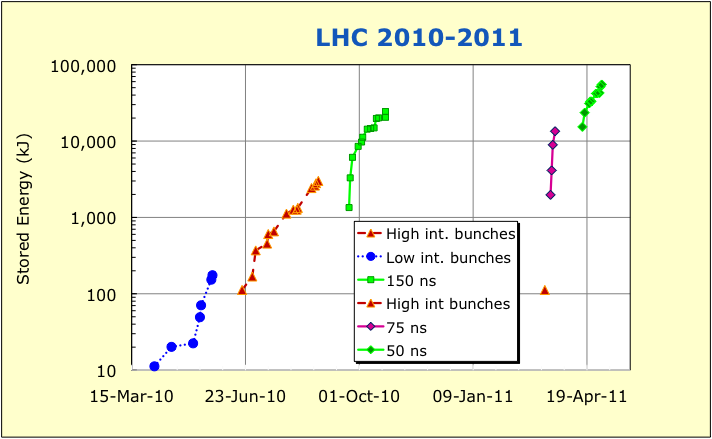 LHC 2010-2011
100,000
10,000
1,000
100
10
Stored Energy (kJ)
High int. bunches
Low int. bunches
150 ns
High int bunches
75 ns
50 ns
15-Mar-10 23-Jun-10 01-Oct-10 09-Jan-11 19-Apr-11